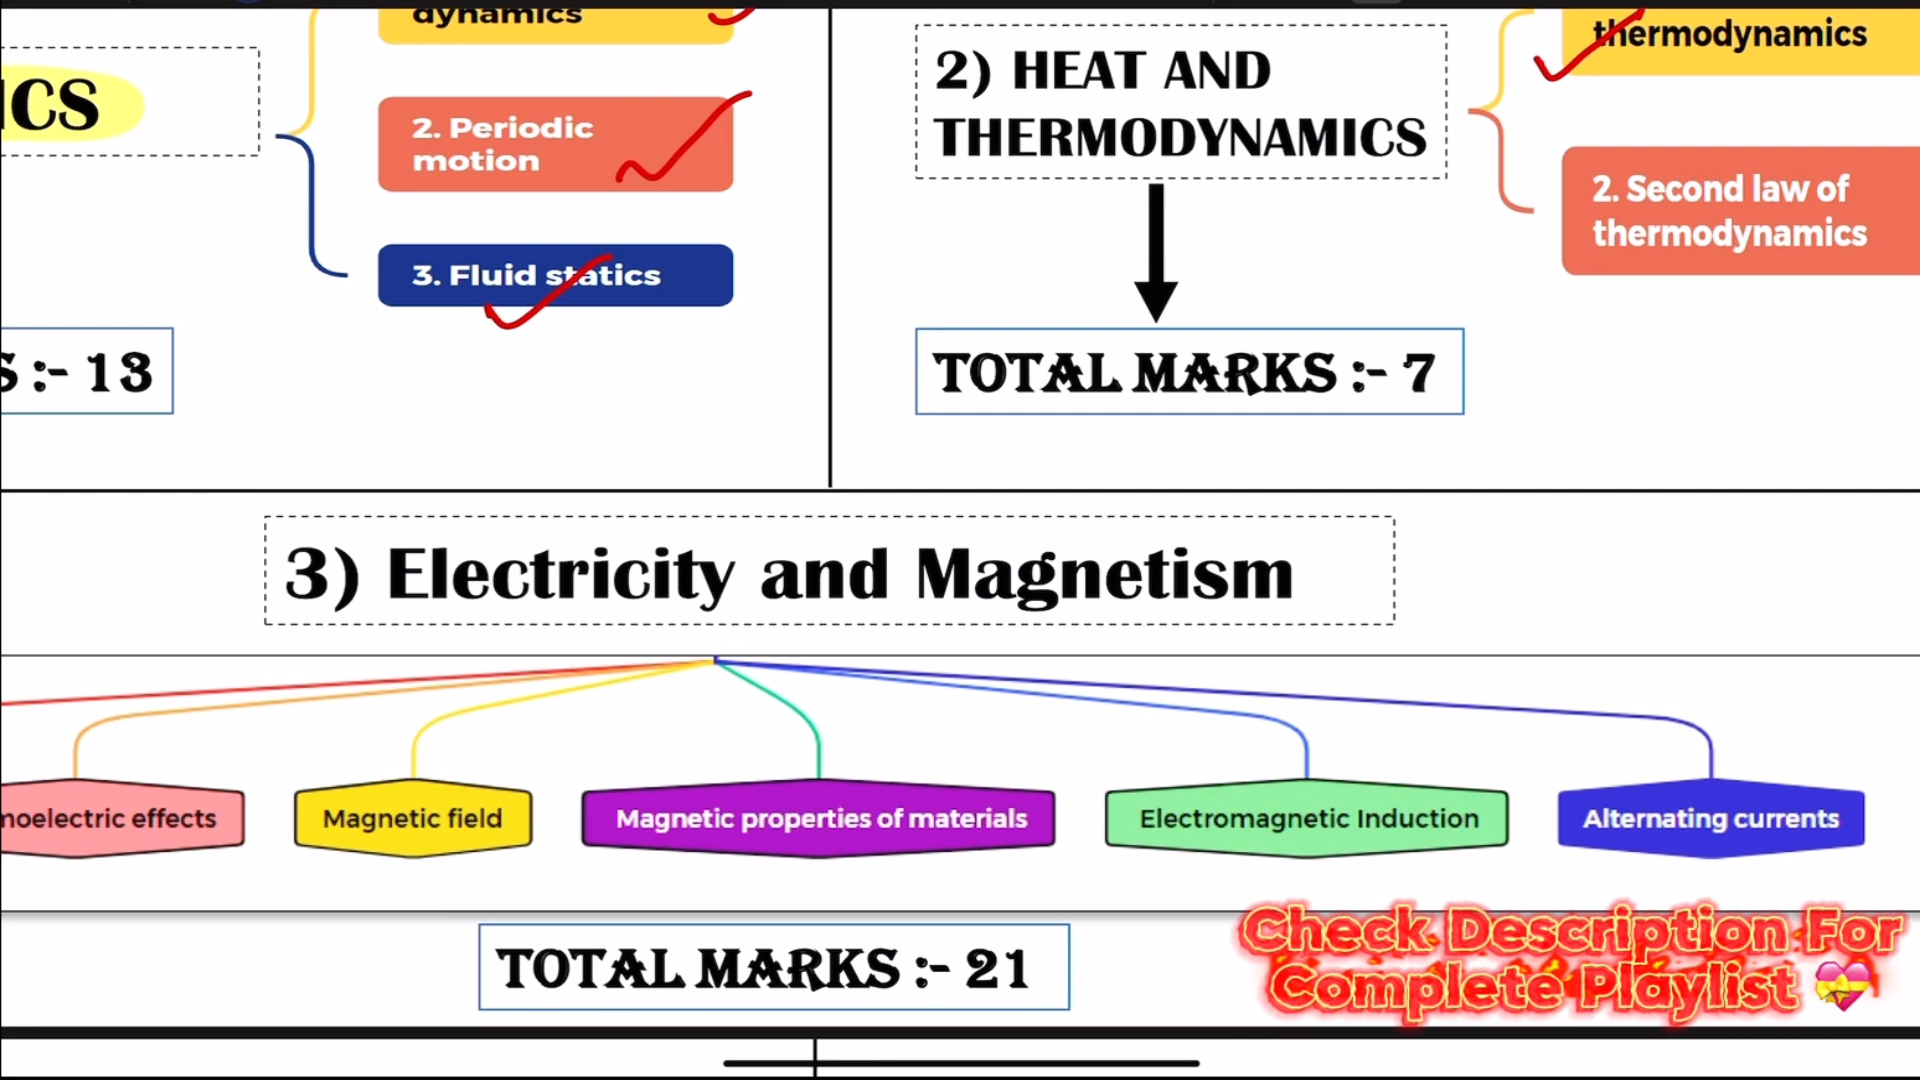 dynamics
ICS
2. Periodic
motion
3. Fluid statics
S :- 13
2) HEAT AND
THERMODYNAMICS
thermodynamics
2. Second law of
thermodynamics
TOTAL MARKS :- 7
3) Electricity and Magnetism
moelectric effects
Magnetic field
Magnetic properties of materials
Electromagnetic Induction
Alternating currents
TOTAL MARKS :- 21
Check Description For
Complete Playlist 💝